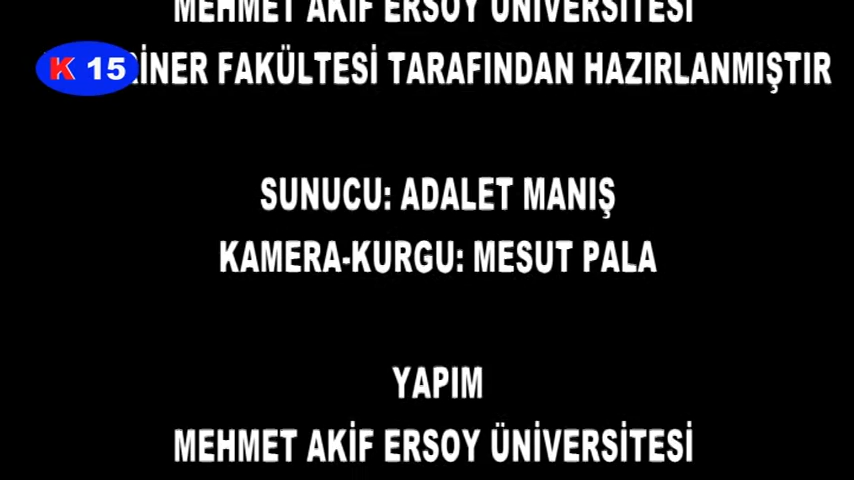 MEHMET AKİF ERSOY ÜNİVERSİTESİ
K 15
FAKÜLTESİ TARAFINDAN HAZIRLANMIŞTIR
SUNUCU: ADALET MANIŞ
KAMERA-KURGU: MESUT PALA
YAPIM
MEHMET AKİF ERSOY ÜNİVERSİTESİ